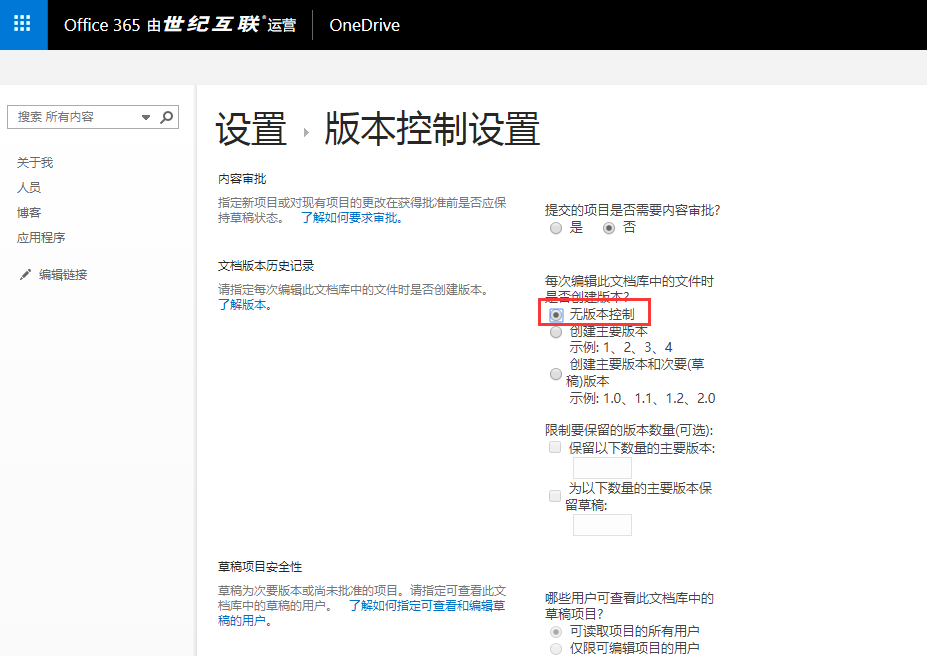 Office 365 由世纪互联运营 OneDrive
搜索 所有内容
关于我
人员
博客
应用程序
编辑链接
设置 版本控制设置
内容审批
指定新项目或对现有项目的更改在获得批准前是否应保
持草稿状态。 了解如何要求审批。
提交的项目是否需要内容审批?
是 否
文档版本历史记录
请指定每次编辑此文档库中的文件时是否创建版本。
了解版本。
每次编辑此文档库中的文件时
是否创建版本?
无版本控制
创建主要版本
示例: 1、2、3、4
创建主要版本和次要(草
稿)版本
示例: 1.0、1.1、1.2、2.0
限制要保留的版本数量(可选):
保留以下数量的主要版本:
为以下数量的主要版本保
留草稿:
草稿项目安全性
草稿为次要版本或尚未批准的项目。请指定可查看此文
档库中的草稿的用户。 了解如何指定可查看和编辑草
稿的用户。
哪些用户可查看此文档库中的
草稿项目?
可读取项目的所有用户
仅限可编辑项目的用户